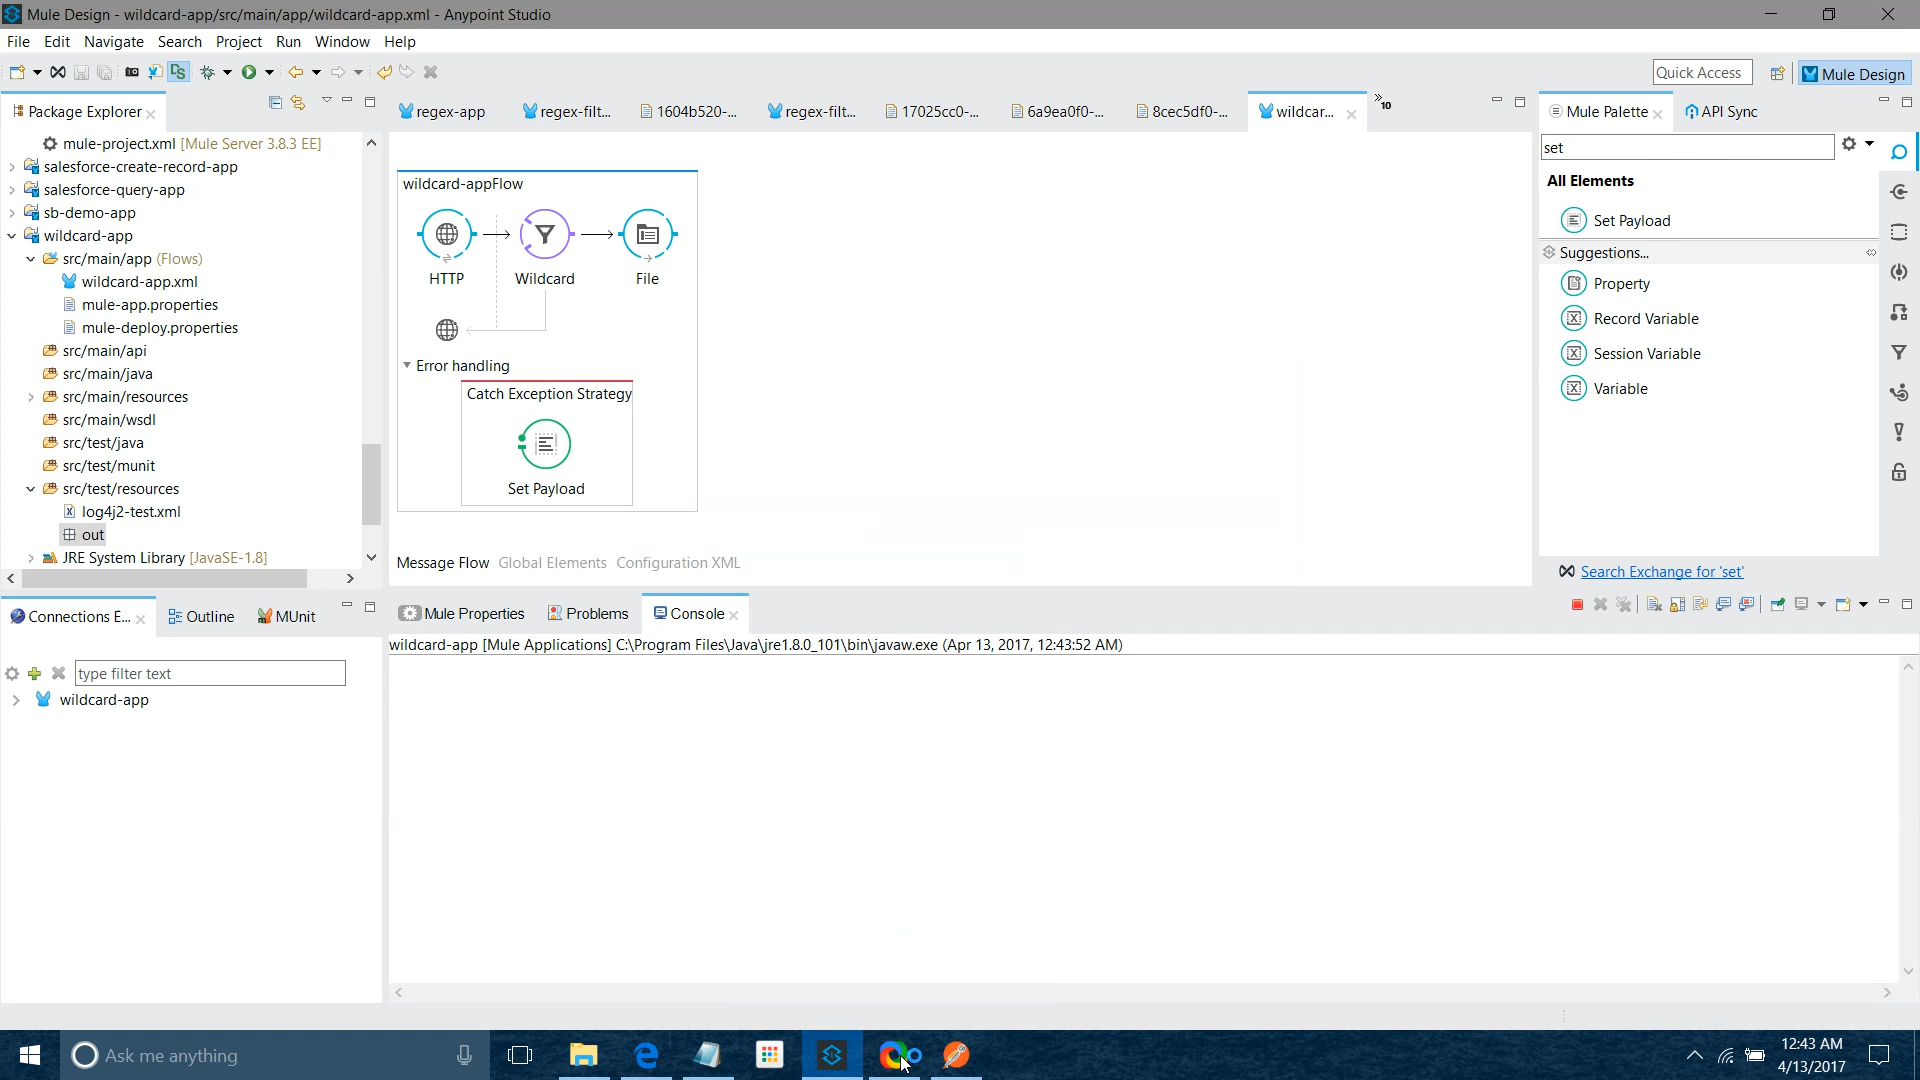 Mule Design - wildcard-app/src/main/app/wildcard-app.xml - Anypoint Studio
File Edit Navigate Search Project Run Window Help
Quick Access
Mule Design
Package Explorer
regex-app
regex-filt...
1604b520-...
regex-filt...
17025cc0-...
6a9ea0f0-...
8cec5df0-...
wildcar...
10
Mule Palette
API Sync
mule-project.xml [Mule Server 3.8.3 EE]
salesforce-create-record-app
salesforce-query-app
sb-demo-app
wildcard-app
src/main/app (Flows)
wildcard-app.xml
mule-app.properties
mule-deploy.properties
src/main/api
src/main/java
src/main/resources
src/main/wsdl
src/test/java
src/test/munit
src/test/resources
log4j2-test.xml
out
JRE System Library [JavaSE-1.8]
wildcard-appFlow
HTTP
Wildcard
File
Error handling
Catch Exception Strategy
Set Payload
Message Flow Global Elements Configuration XML
set
All Elements
Set Payload
Suggestions...
Property
Record Variable
Session Variable
Variable
Search Exchange for 'set'
Connections E...
Outline
MUnit
type filter text
wildcard-app
Mule Properties
Problems
Console
wildcard-app [Mule Applications] C:\Program Files\Java\jre1.8.0_101\bin\javaw.exe (Apr 13, 2017, 12:43:52 AM)
Ask me anything
12:43 AM
4/13/2017